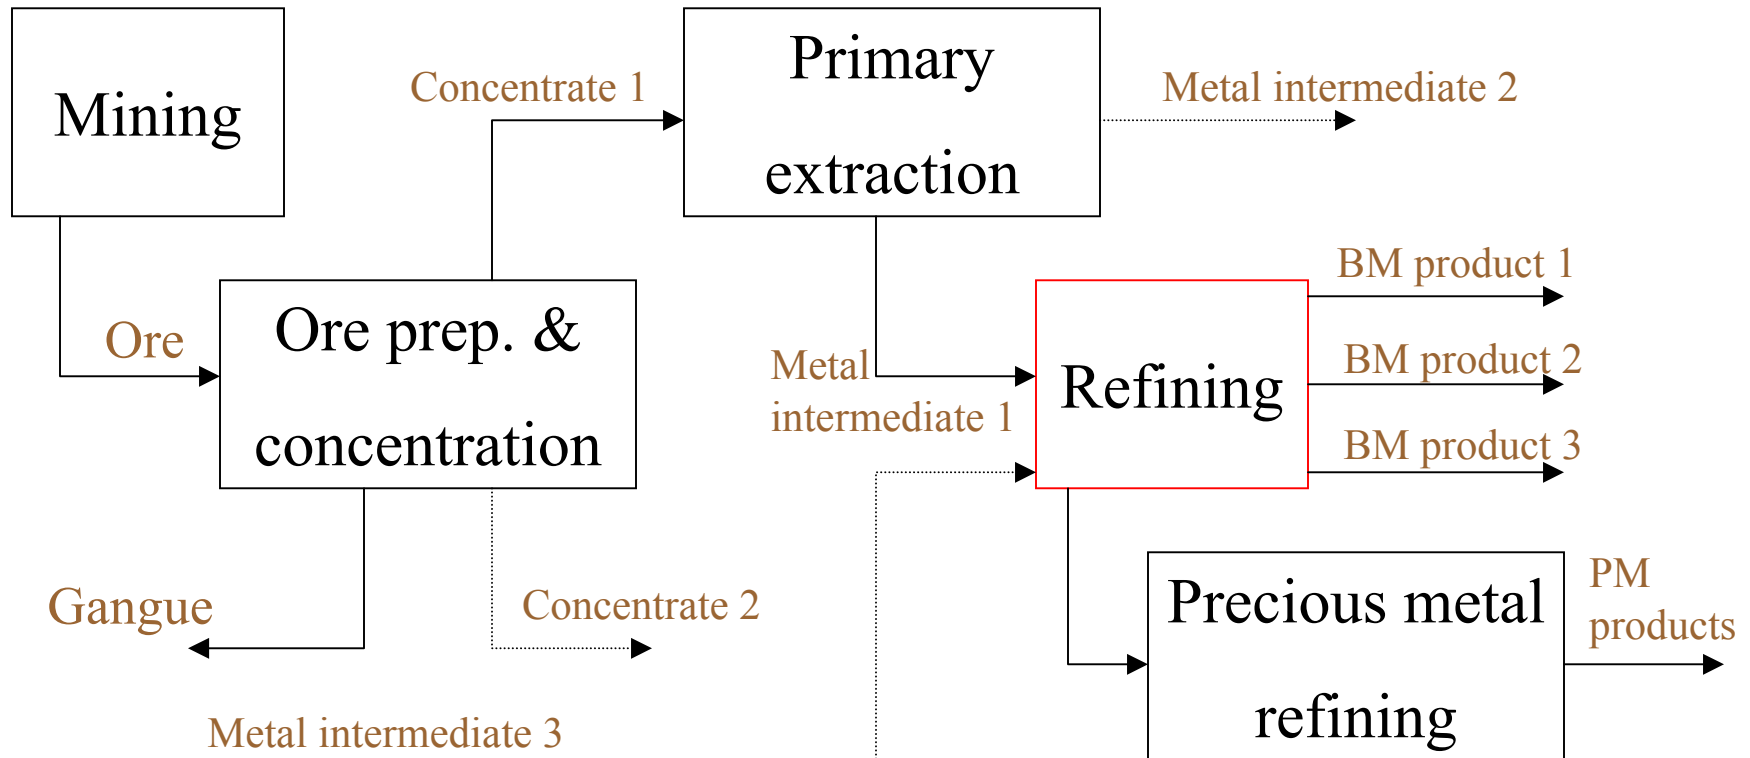 Mining
Concentrate 1
Primary
extraction
Metal intermediate 2
Ore
Ore prep. &
concentration
Metal
intermediate 1
Refining
BM product 1
BM product 2
BM product 3
Gangue
Concentrate 2
Precious metal
refining
PM
products
Metal intermediate 3